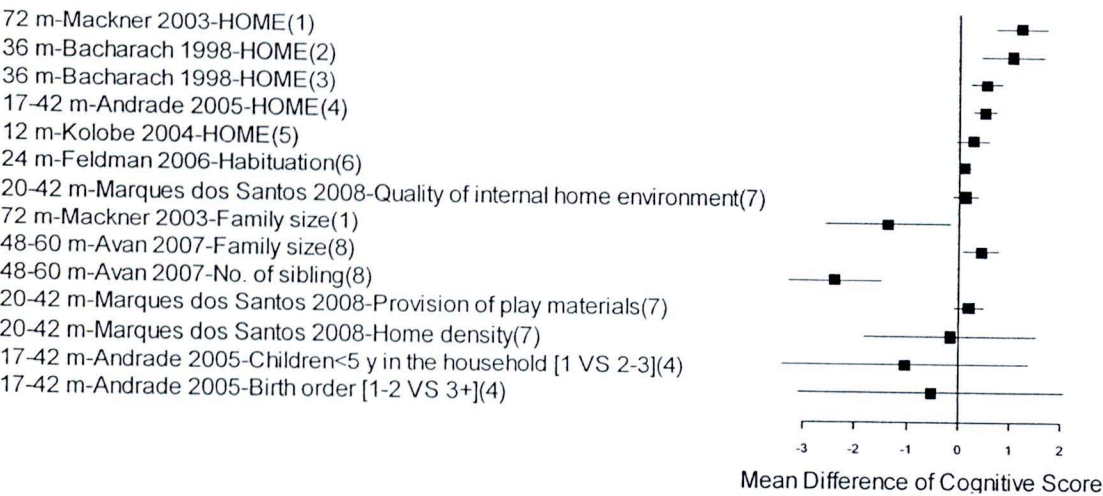 72 m-Mackner 2003-HOME(1)
36 m-Bacharach 1998-HOME(2)
36 m-Bacharach 1998-HOME(3)
17-42 m-Andrade 2005-HOME(4)
12 m-Kolobe 2004-HOME(5)
24 m-Feldman 2006-Habituation(6)
20-42 m-Marques dos Santos 2008-Quality of internal home environment(7)
72 m-Mackner 2003-Family size(1)
48-60 m-Avan 2007-Family size(8)
48-60 m-Avan 2007-No. of sibling(8)
20-42 m-Marques dos Santos 2008-Provision of play materials(7)
20-42 m-Marques dos Santos 2008-Home density(7)
17-42 m-Andrade 2005-Children<5 y in the household [1 VS 2-3](4)
17-42 m-Andrade 2005-Birth order [1-2 VS 3+](4)
-3 -2 -1 0 1 2
Mean Difference of Cognitive Score